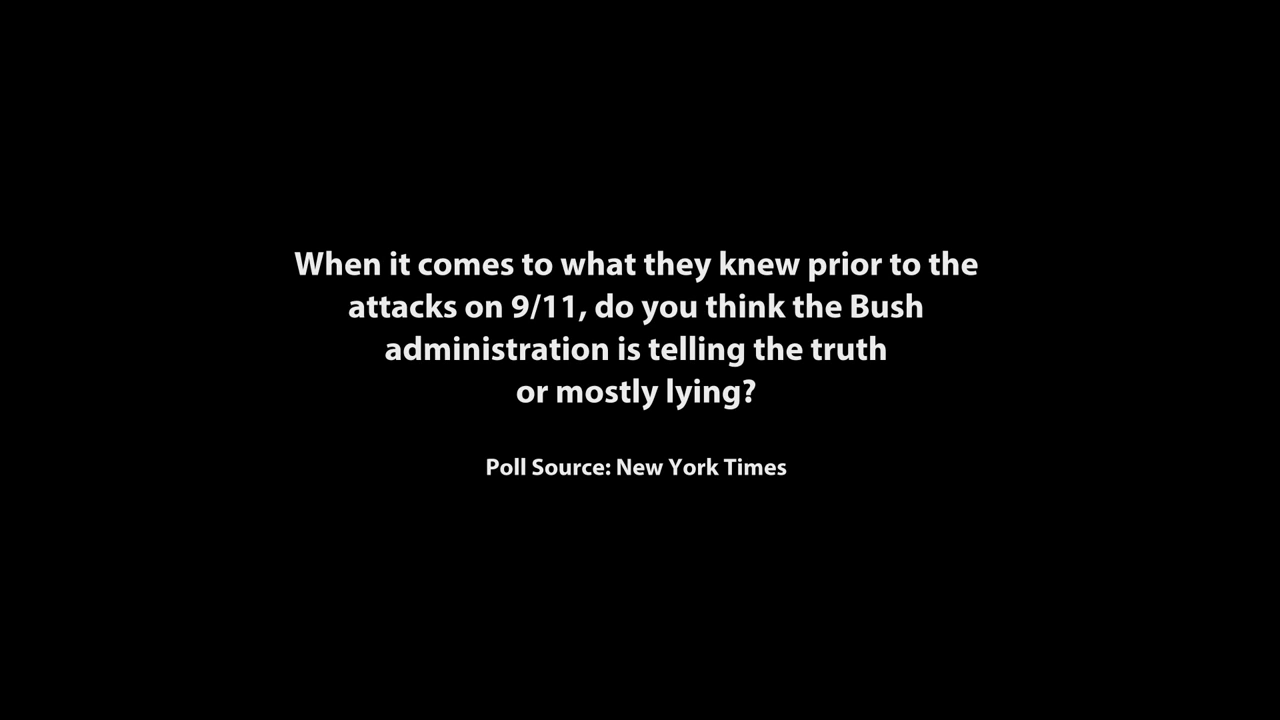 When it comes to what they knew prior to the
attacks on 9/11, do you think the Bush
administration is telling the truth
or mostly lying?
Poll Source: New York Times